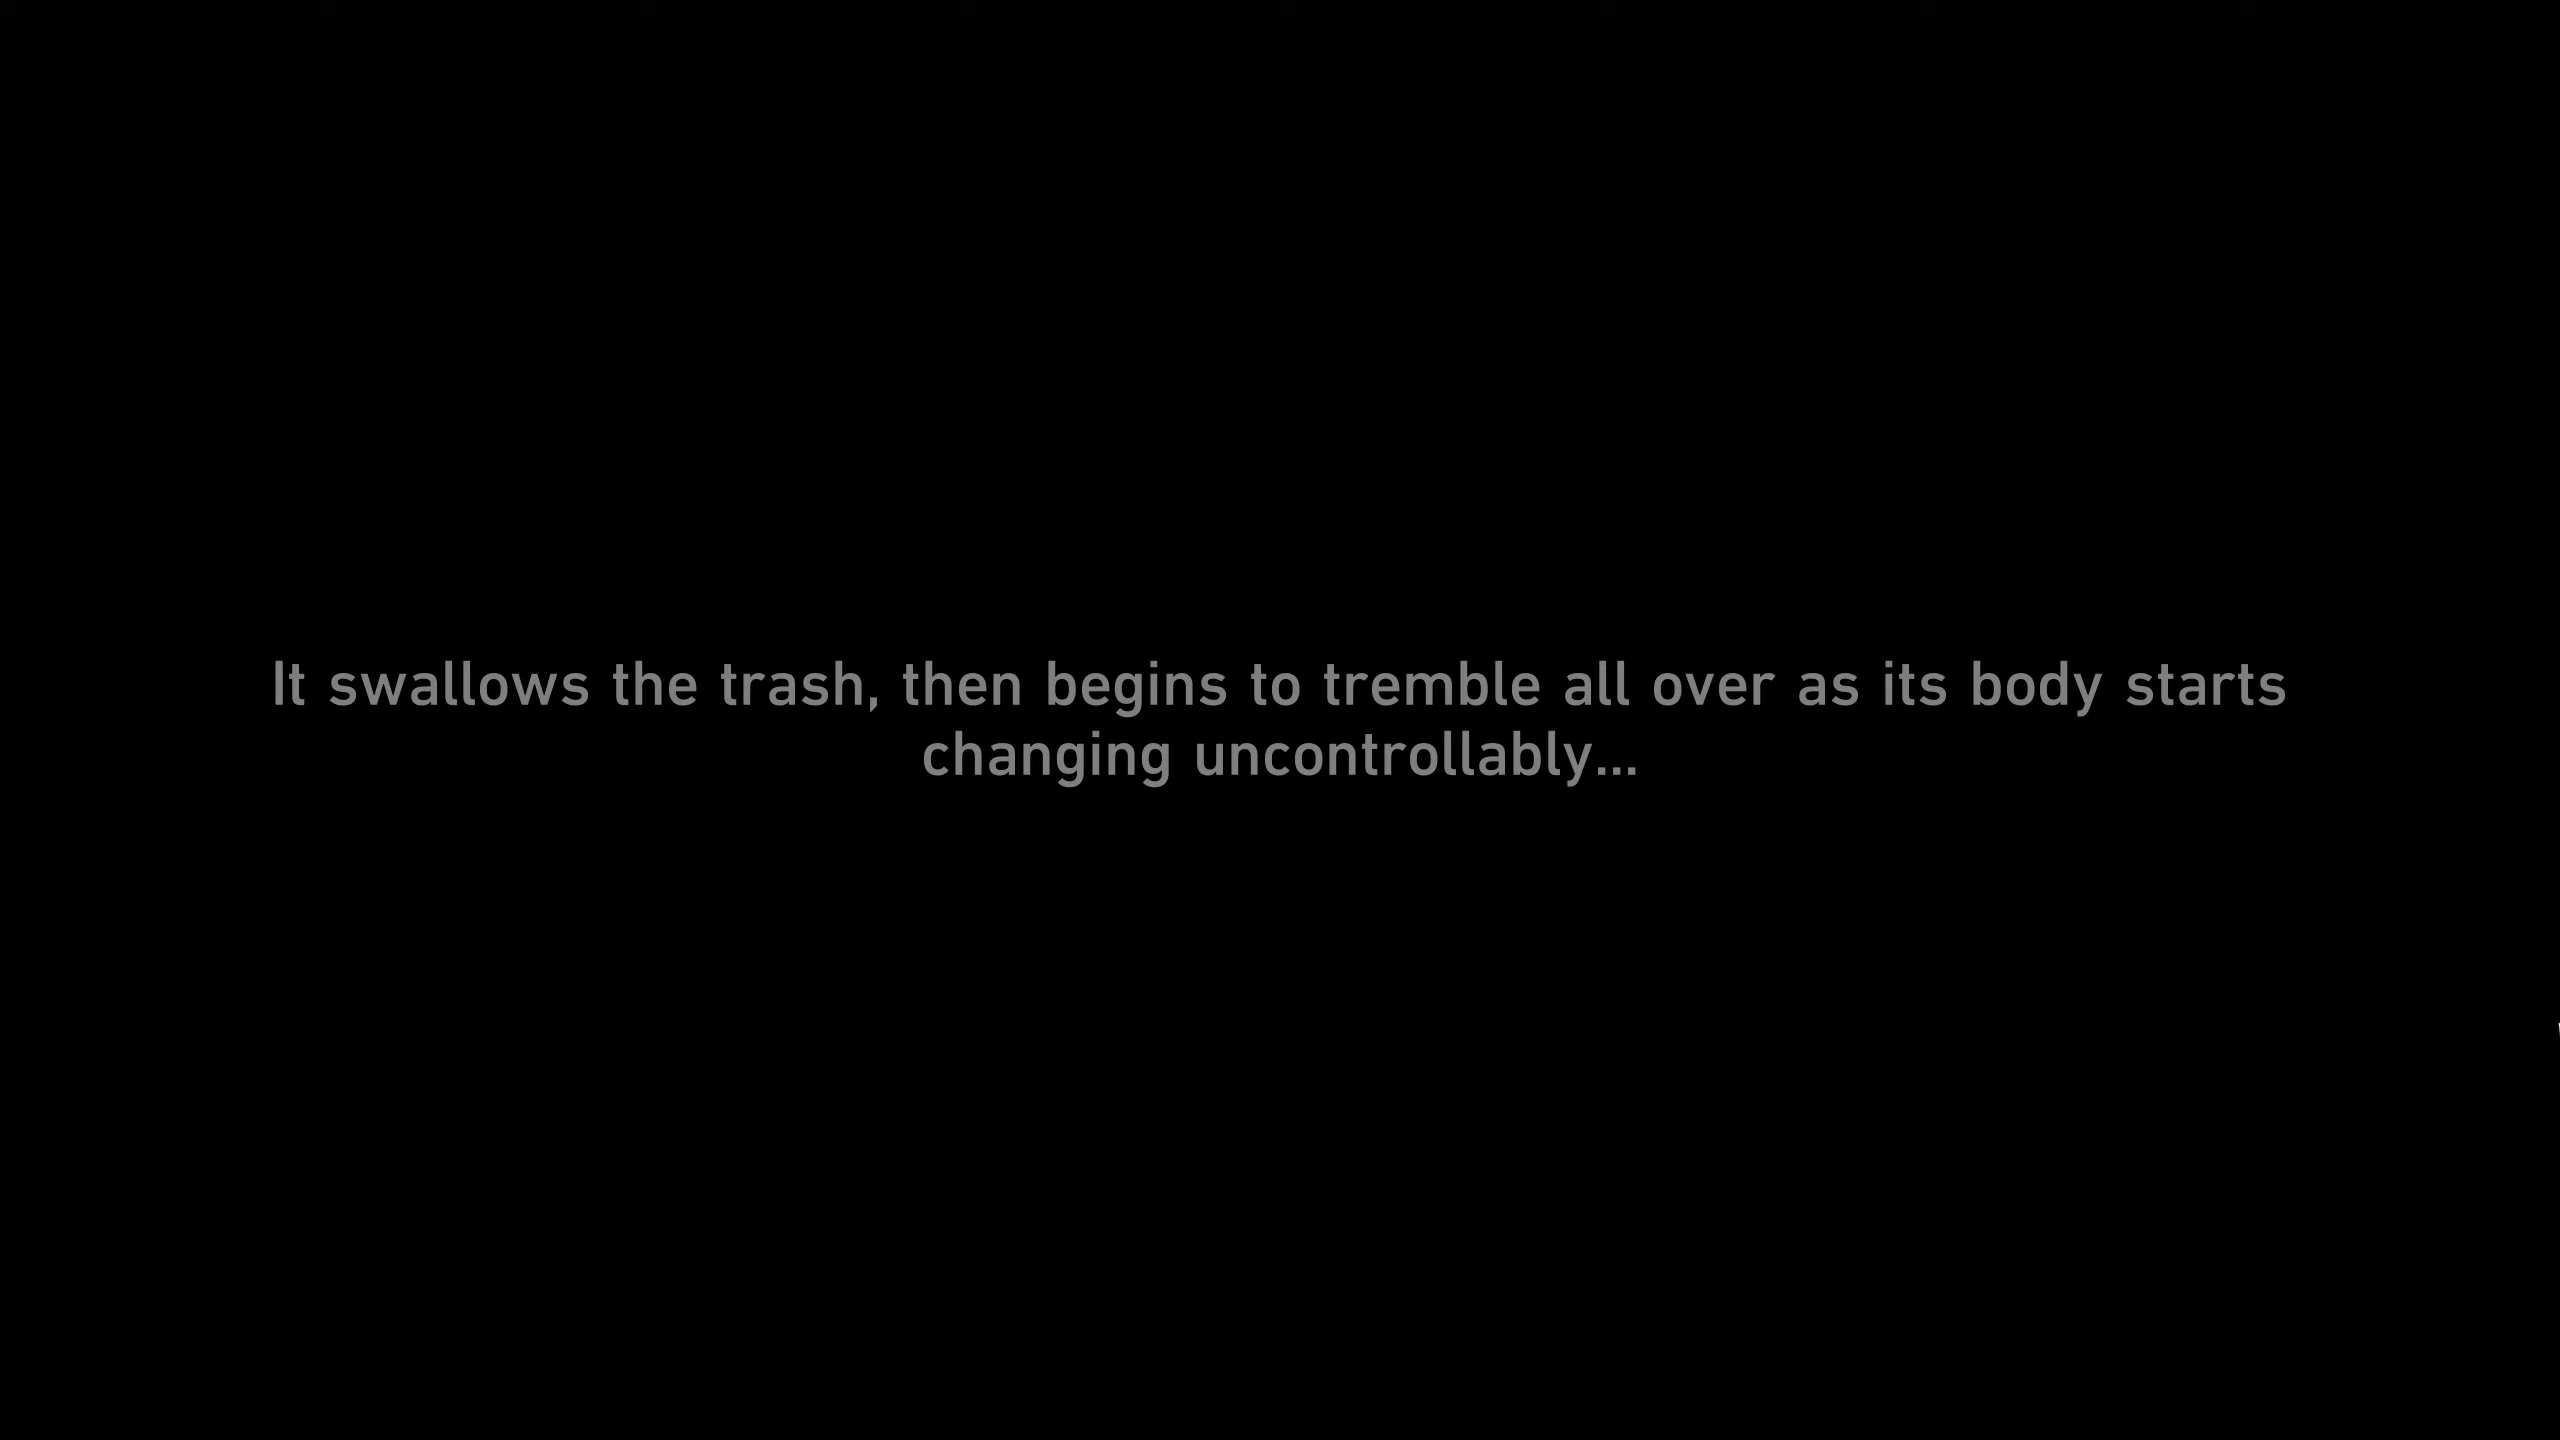 It swallows the trash, then begins to tremble all over as its body starts
changing uncontrollably...